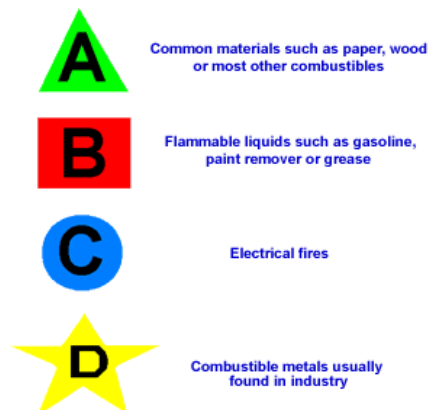 A
Common materials such as paper, wood
or most other combustibles
B
Flammable liquids such as gasoline,
paint remover or grease
C
Electrical fires
D
Combustible metals usually
found in industry